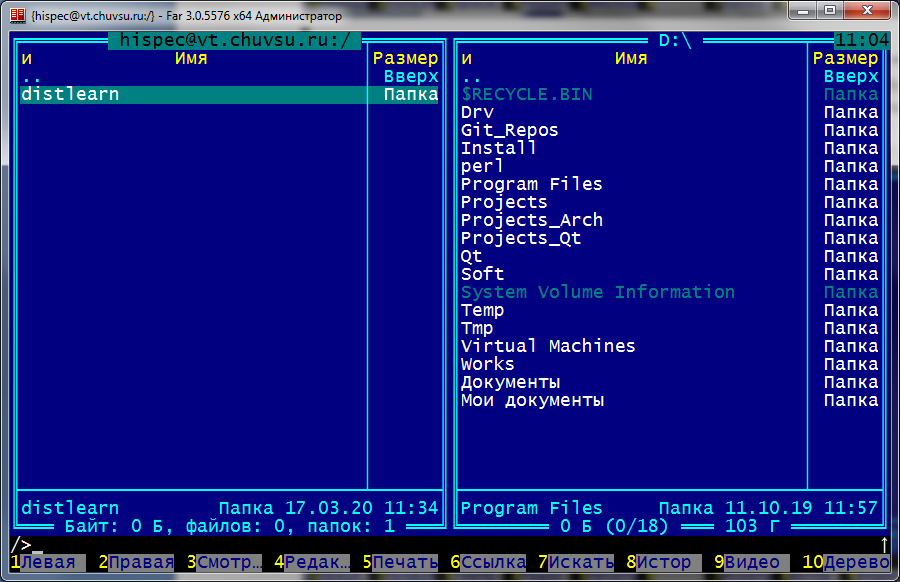 {hispec@vt.chuvsu.ru:/} - Far 3.0.5576 x64 Администратор
hispec@vt.chuvsu.ru:/
и Имя Размер
.. Вверх
distlearn Папка
distlearn Папка 17.03.20 11:34
Байт: 0 Б, файлов: 0, папок: 1
D:\ 11:04
и Имя Размер
.. Вверх
$RECYCLE.BIN Папка
Drv Папка
Git_Repos Папка
Install Папка
perl Папка
Program Files Папка
Projects Папка
Projects_Arch Папка
Projects_Qt Папка
Qt Папка
Soft Папка
System Volume Information Папка
Temp Папка
Tmp Папка
Virtual Machines Папка
Works Папка
Документы Папка
Мои документы Папка
Program Files Папка 11.10.19 11:57
0 Б (0/18) 103 Г
/>_ ↑
1Левая 2Правая 3Смотр… 4Редак… 5Печать 6Ссылка 7Искать 8Истор 9Видео 10Дерево